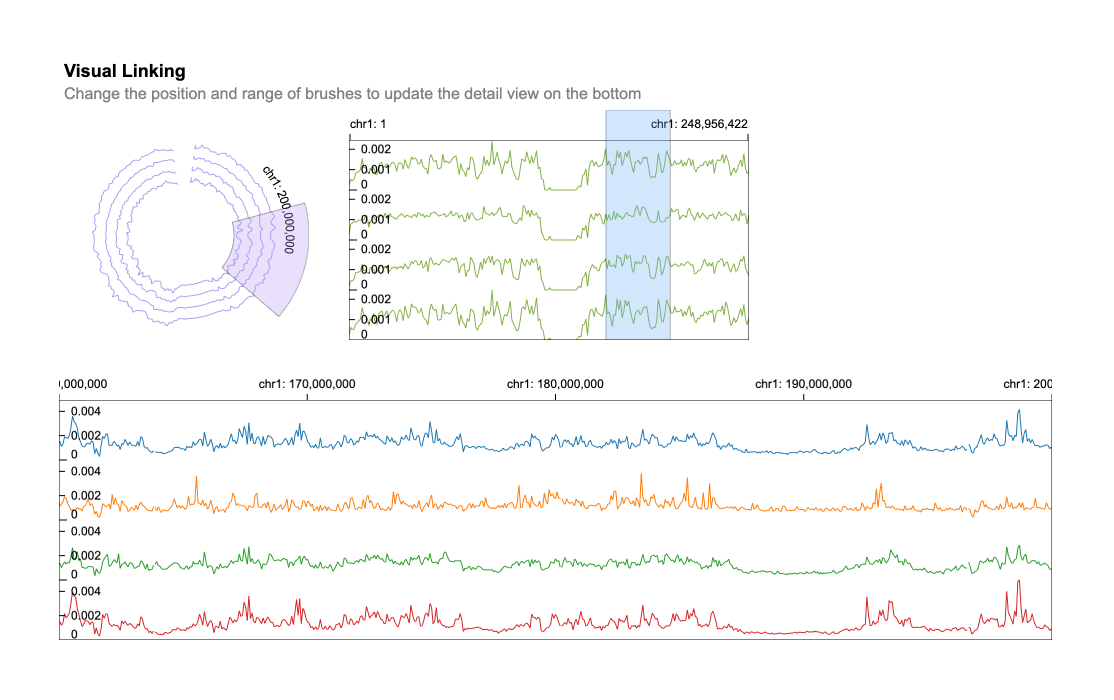 Visual Linking
Change the position and range of brushes to update the detail view on the bottom
chr1: 200,000,000
chr1: 1
chr1: 248,956,422
0.002
0.001
0
0.002
0.001
0
0.002
0.001
0
0.002
0.001
0
,000,000
chr1: 170,000,000
chr1: 180,000,000
chr1: 190,000,000
chr1: 200
0.004
0.002
0
0.004
0.002
0
0.004
0.002
0
0.004
0.002
0